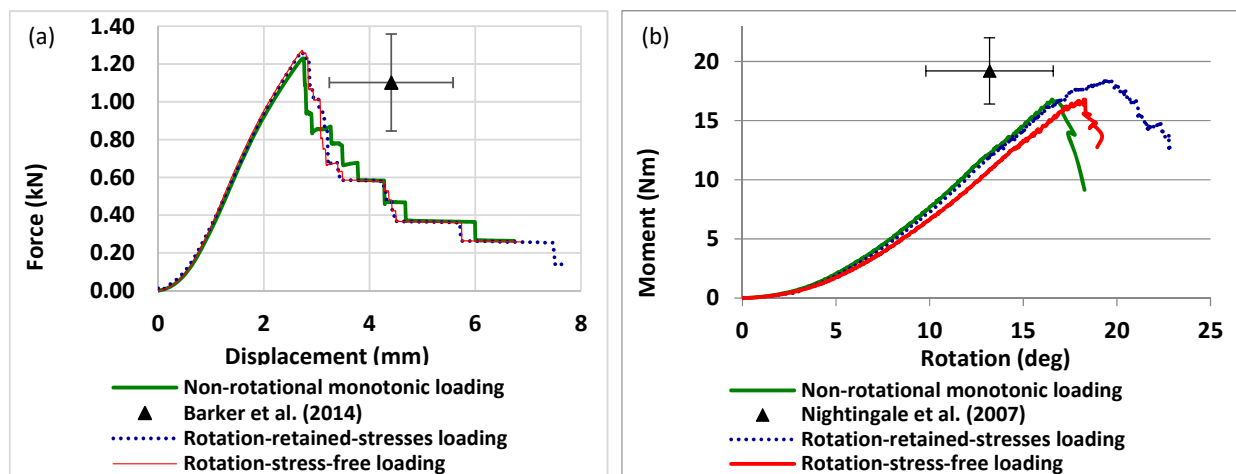 (a)
1.40
1.20
1.00
0.80
0.60
0.40
0.20
0.00
Force (kN)
0 2 4 6 8
Displacement (mm)
Non-rotational monotonic loading
Barker et al. (2014)
Rotation-retained-stresses loading
Rotation-stress-free loading
(b)
20
15
10
5
0
Moment (Nm)
0 5 10 15 20 25
Rotation (deg)
Non-rotational monotonic loading
Nightingale et al. (2007)
Rotation-retained-stresses loading
Rotation-stress-free loading